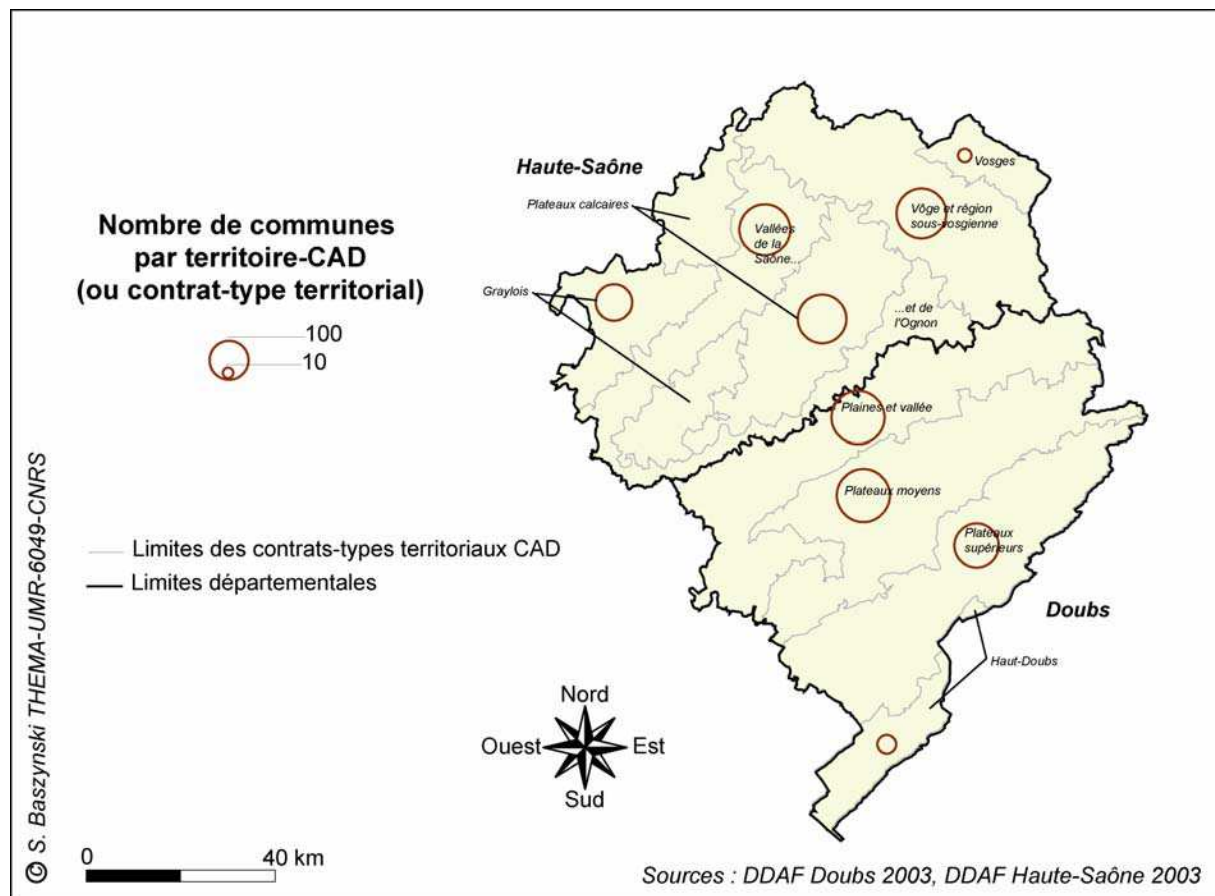 Haute-Saône
Plateaux calcaires
Vosges
Vôge et région
sous-vosgienne
Vallées
de la
Saône...
Graylois
...et de
l'Ognon
Nombre de communes
par territoire-CAD
(ou contrat-type territorial)
100
10
Plaines et vallée
Plateaux moyens
Plateaux
supérieurs
Limites des contrats-types territoriaux CAD
Limites départementales
Doubs
Haut-Doubs
Nord
Ouest
Est
Sud
0
40 km
© S. Baszynski THEMA-UMR-6049-CNRS
Sources : DDAF Doubs 2003, DDAF Haute-Saône 2003